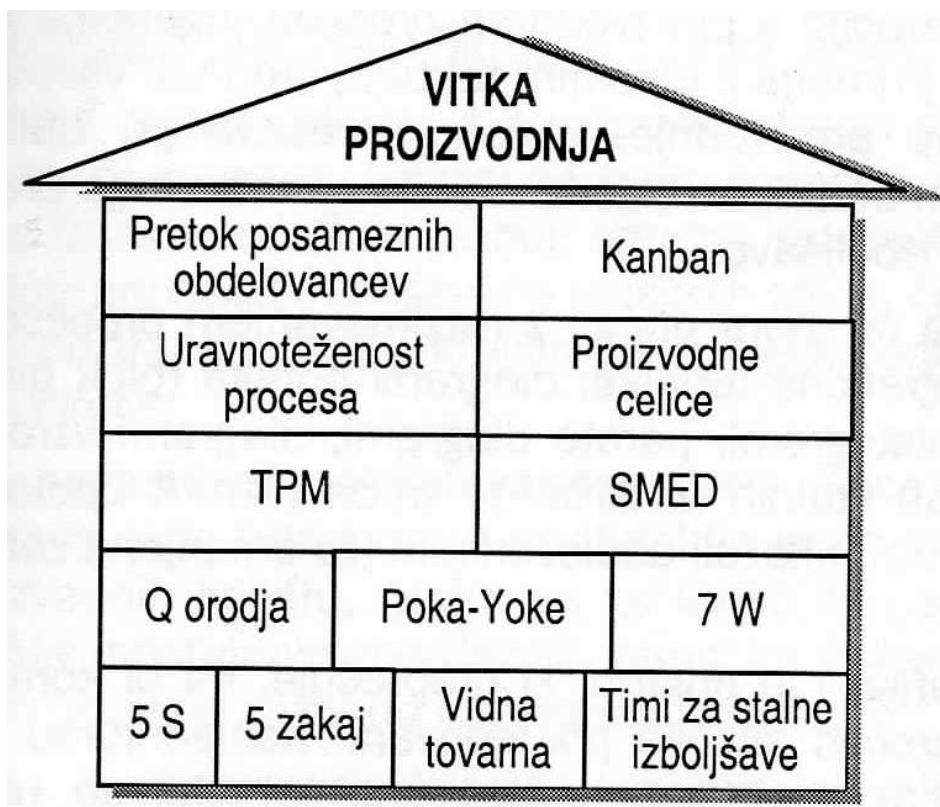 VITKA
PROIZVODNJA
Pretok posameznih
obdelovancev
Kanban
Uravnoteženost
procesa
Proizvodne
celice
TPM
SMED
Q orodja
Poka-Yoke
7 W
5 S
5 zakaj
Vidna
tovarna
Timi za stalne
izboljšave